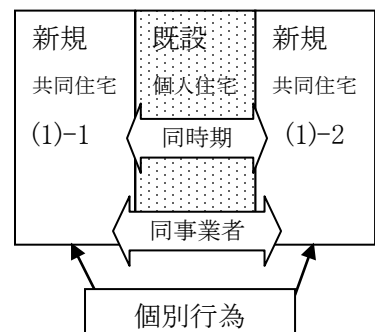 新規 既設 新規
共同住宅 個人住宅 共同住宅
(1)-1 同時期 (1)-2
同事業者
個別行為